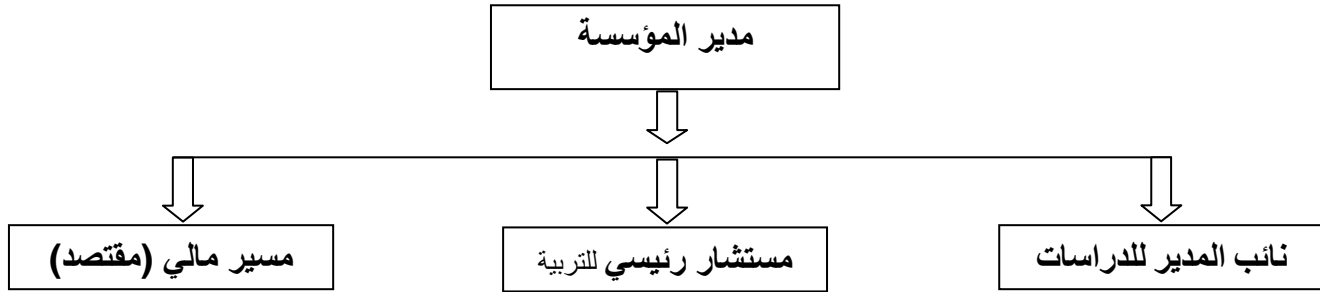 مدير المؤسسة
نائب المدير للدراسات
مستشار رئيسي للتربية
مسير مالي (مقتصد)